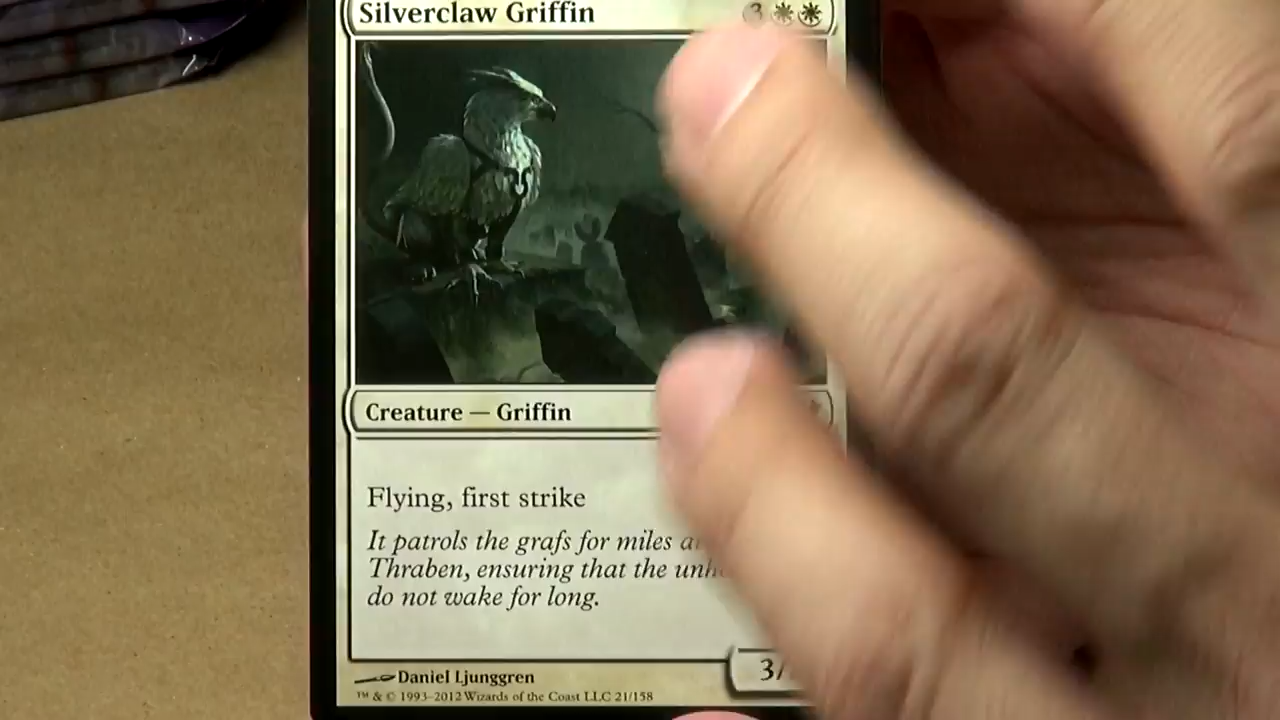 Silverclaw Griffin 3
Creature — Griffin
Flying, first strike
It patrols the grafs for miles
Thraben, ensuring that the
do not wake for long.
3/
Daniel Ljunggren
™ & © 1993–2012 Wizards of the Coast LLC 21/158